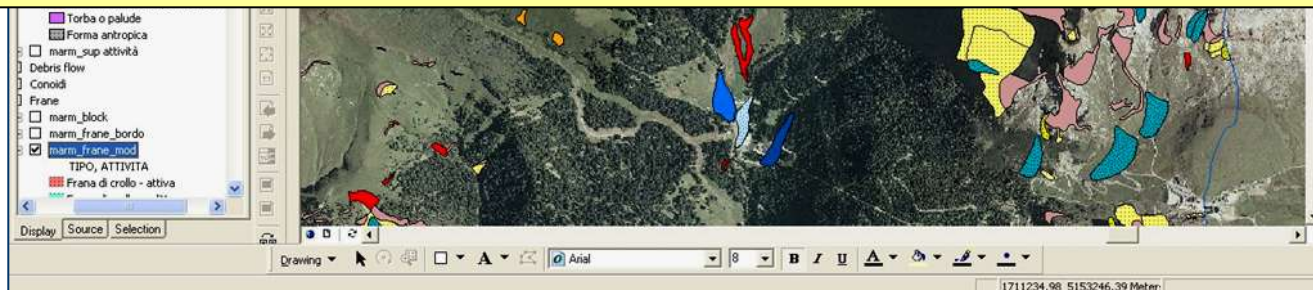 Torba o palude
Forma antropica
marm_sup attività
Debris flow
Conoidi
Frane
marm_block
marm_frane_bordo
marm_frane_mod
TIPO, ATTIVITA
Frana di crollo - attiva
Display Source Selection
Drawing A Arial 8 B I U A
1711234.98 5153246.39 Meter